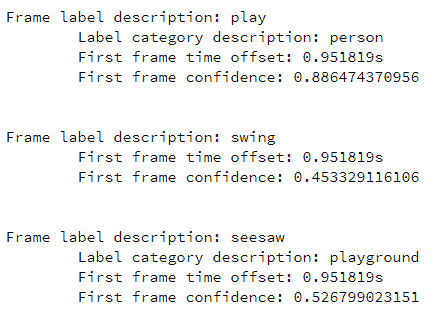 Frame label description: play
Label category description: person
First frame time offset: 0.951819s
First frame confidence: 0.886474370956
Frame label description: swing
First frame time offset: 0.951819s
First frame confidence: 0.453329116106
Frame label description: seesaw
Label category description: playground
First frame time offset: 0.951819s
First frame confidence: 0.526799023151